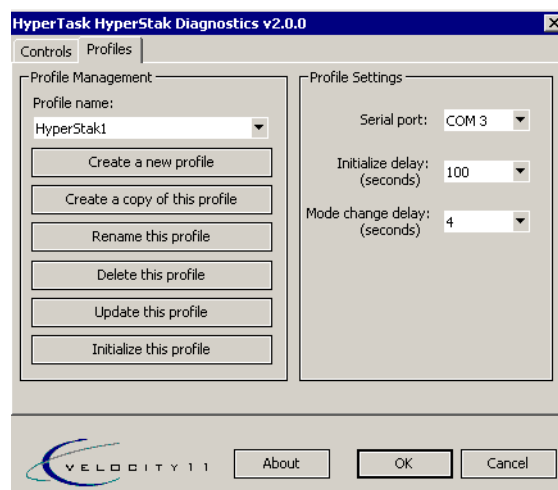 HyperTask HyperStak Diagnostics v2.0.0
Controls
Profiles
Profile Management
Profile name:
HyperStak1
Create a new profile
Create a copy of this profile
Rename this profile
Delete this profile
Update this profile
Initialize this profile
Profile Settings
Serial port:
COM 3
Initialize delay:
(seconds)
100
Mode change delay:
(seconds)
4
VELOCITY11
About
OK
Cancel